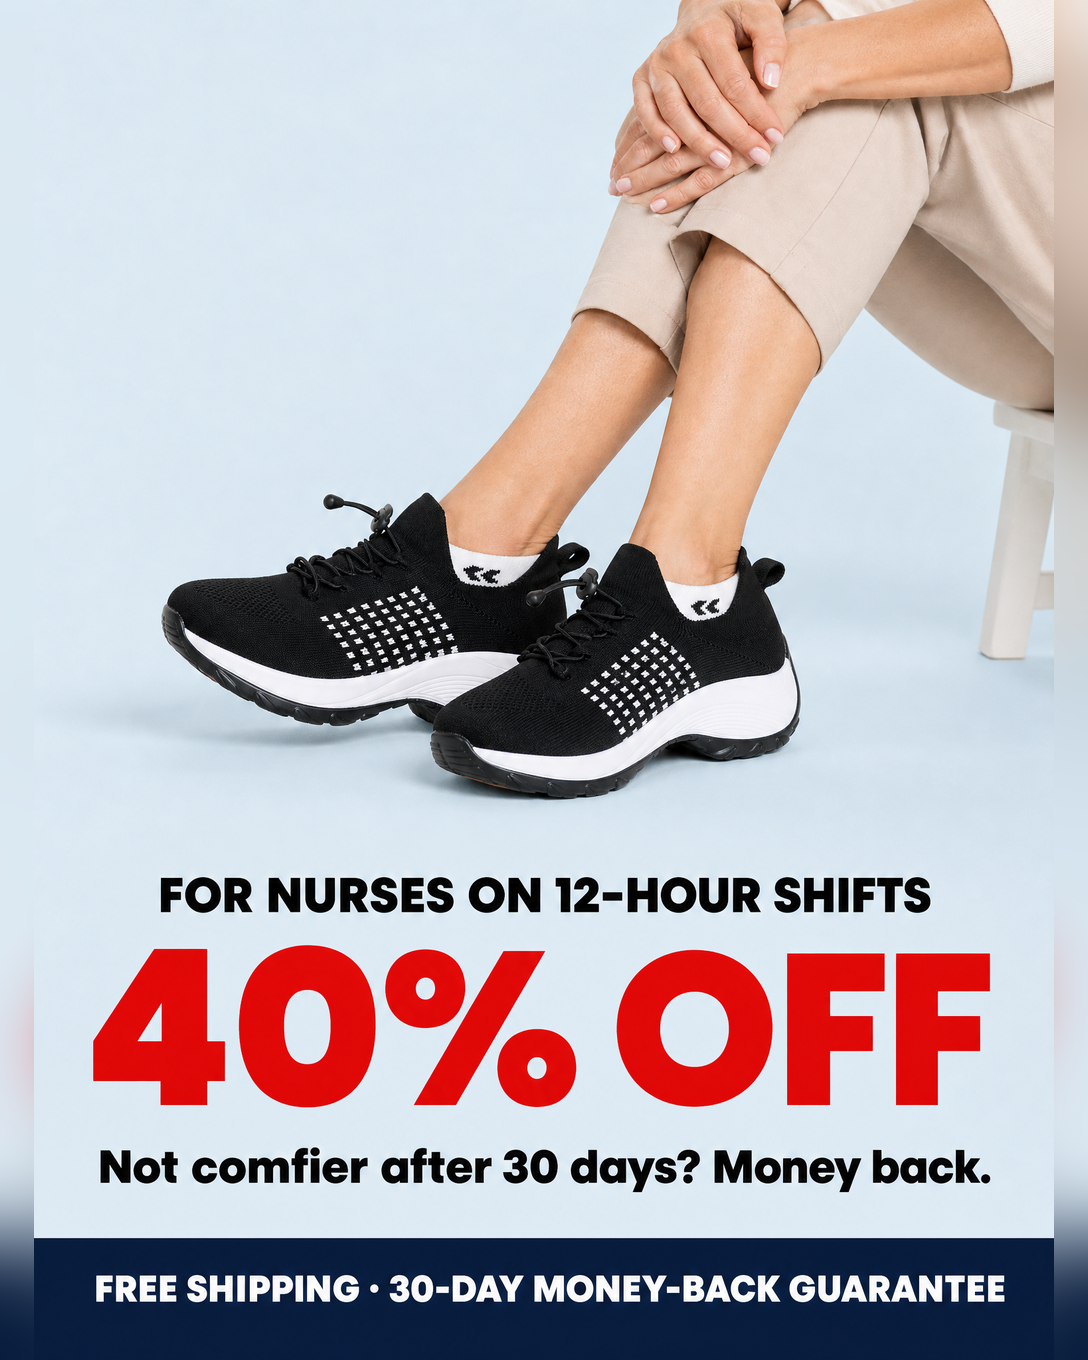 FOR NURSES ON 12-HOUR SHIFTS
40% OFF
Not comfier after 30 days? Money back.
FREE SHIPPING · 30-DAY MONEY-BACK GUARANTEE